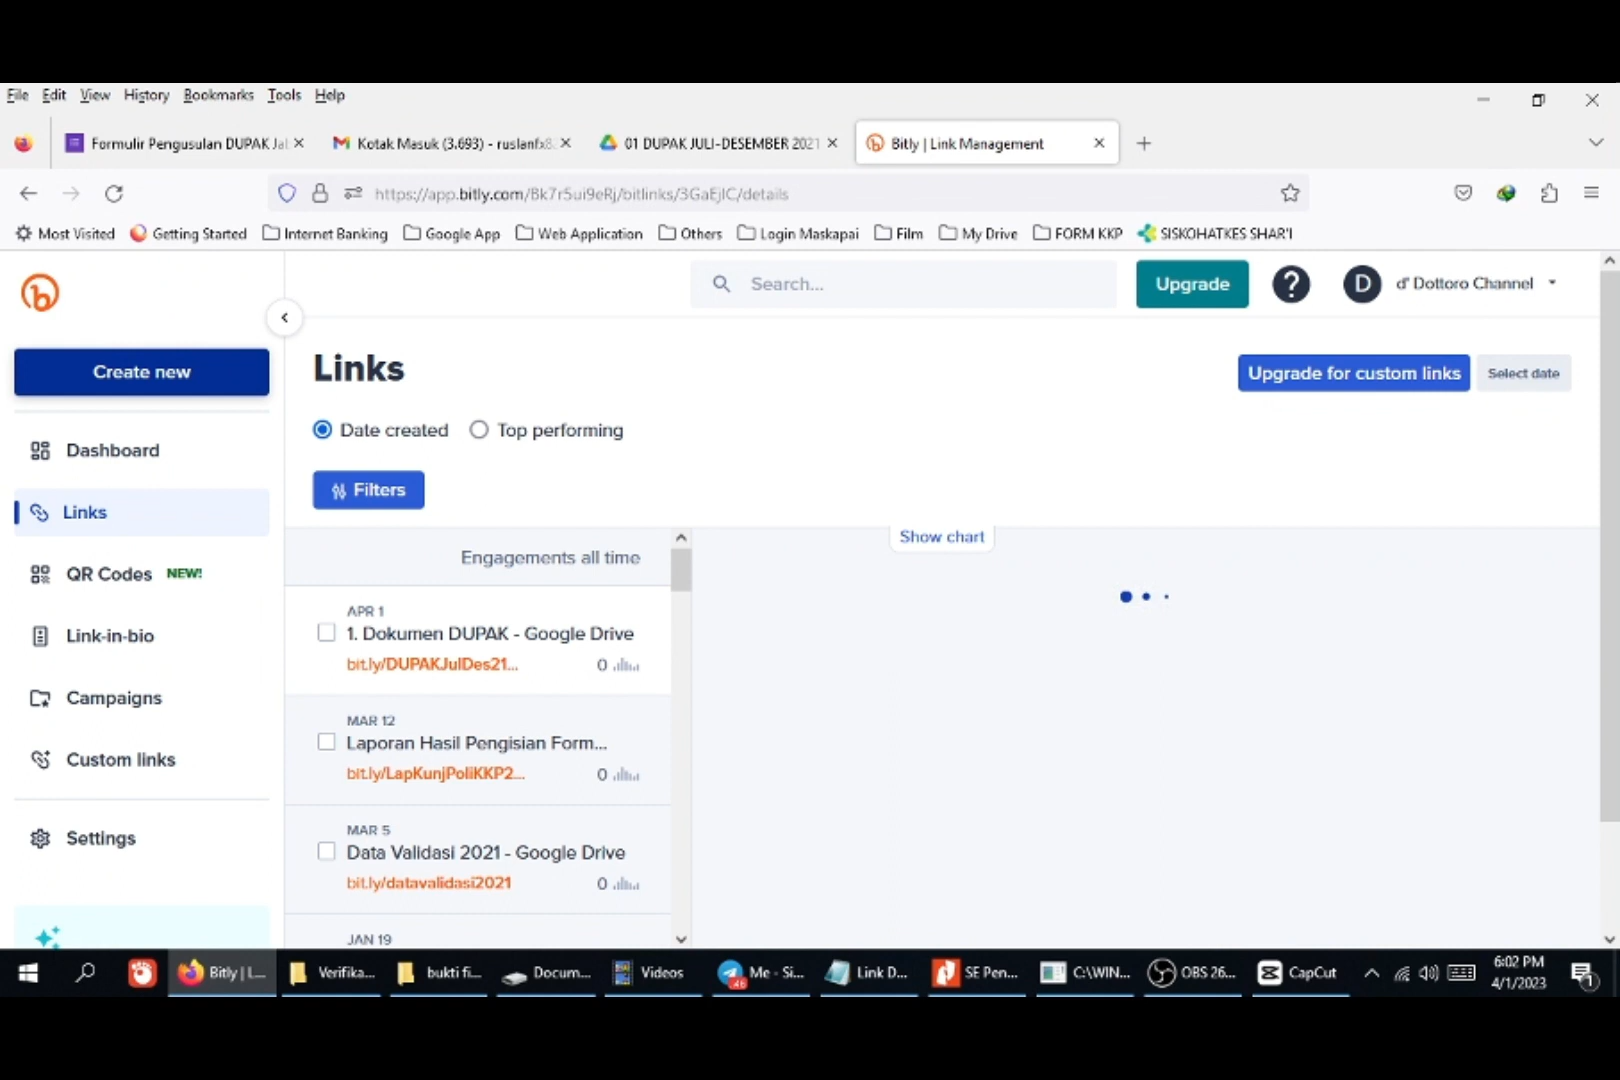 File Edit View History Bookmarks Tools Help
Formulir Pengusulan DUPAK Jal
Kotak Masuk (3.693) - ruslanfx8.
01 DUPAK JULI-DESEMBER 2021
Bitly | Link Management
https://app.bitly.com/Bk7r5ui9eRj/bitlinks/3GaEjlC/details
Most Visited Getting Started Internet Banking Google App Web Application Others Login Maskapai Film My Drive FORM KKP SISKOHATKES SHAR'I
Search...
Upgrade
?
D
d' Dottoro Channel
Create new
Dashboard
Links
QR Codes NEW!
Link-in-bio
Campaigns
Custom links
Settings
Links
Upgrade for custom links
Select date
Date created Top performing
Filters
Show chart
Engagements all time
APR 1
1. Dokumen DUPAK - Google Drive
bit.ly/DUPAKJulDes21... 0
MAR 12
Laporan Hasil Pengisian Form...
bit.ly/LapKunjPoliKKP2... 0
MAR 5
Data Validasi 2021 - Google Drive
bit.ly/datavalidasi2021 0
JAN 19
Bitly | L... Verifika... bukti fi... Docum... Videos Me - Si... Link D... SE Pen... C:\WIN... OBS 26... CapCut
6:02 PM
4/1/2023
1